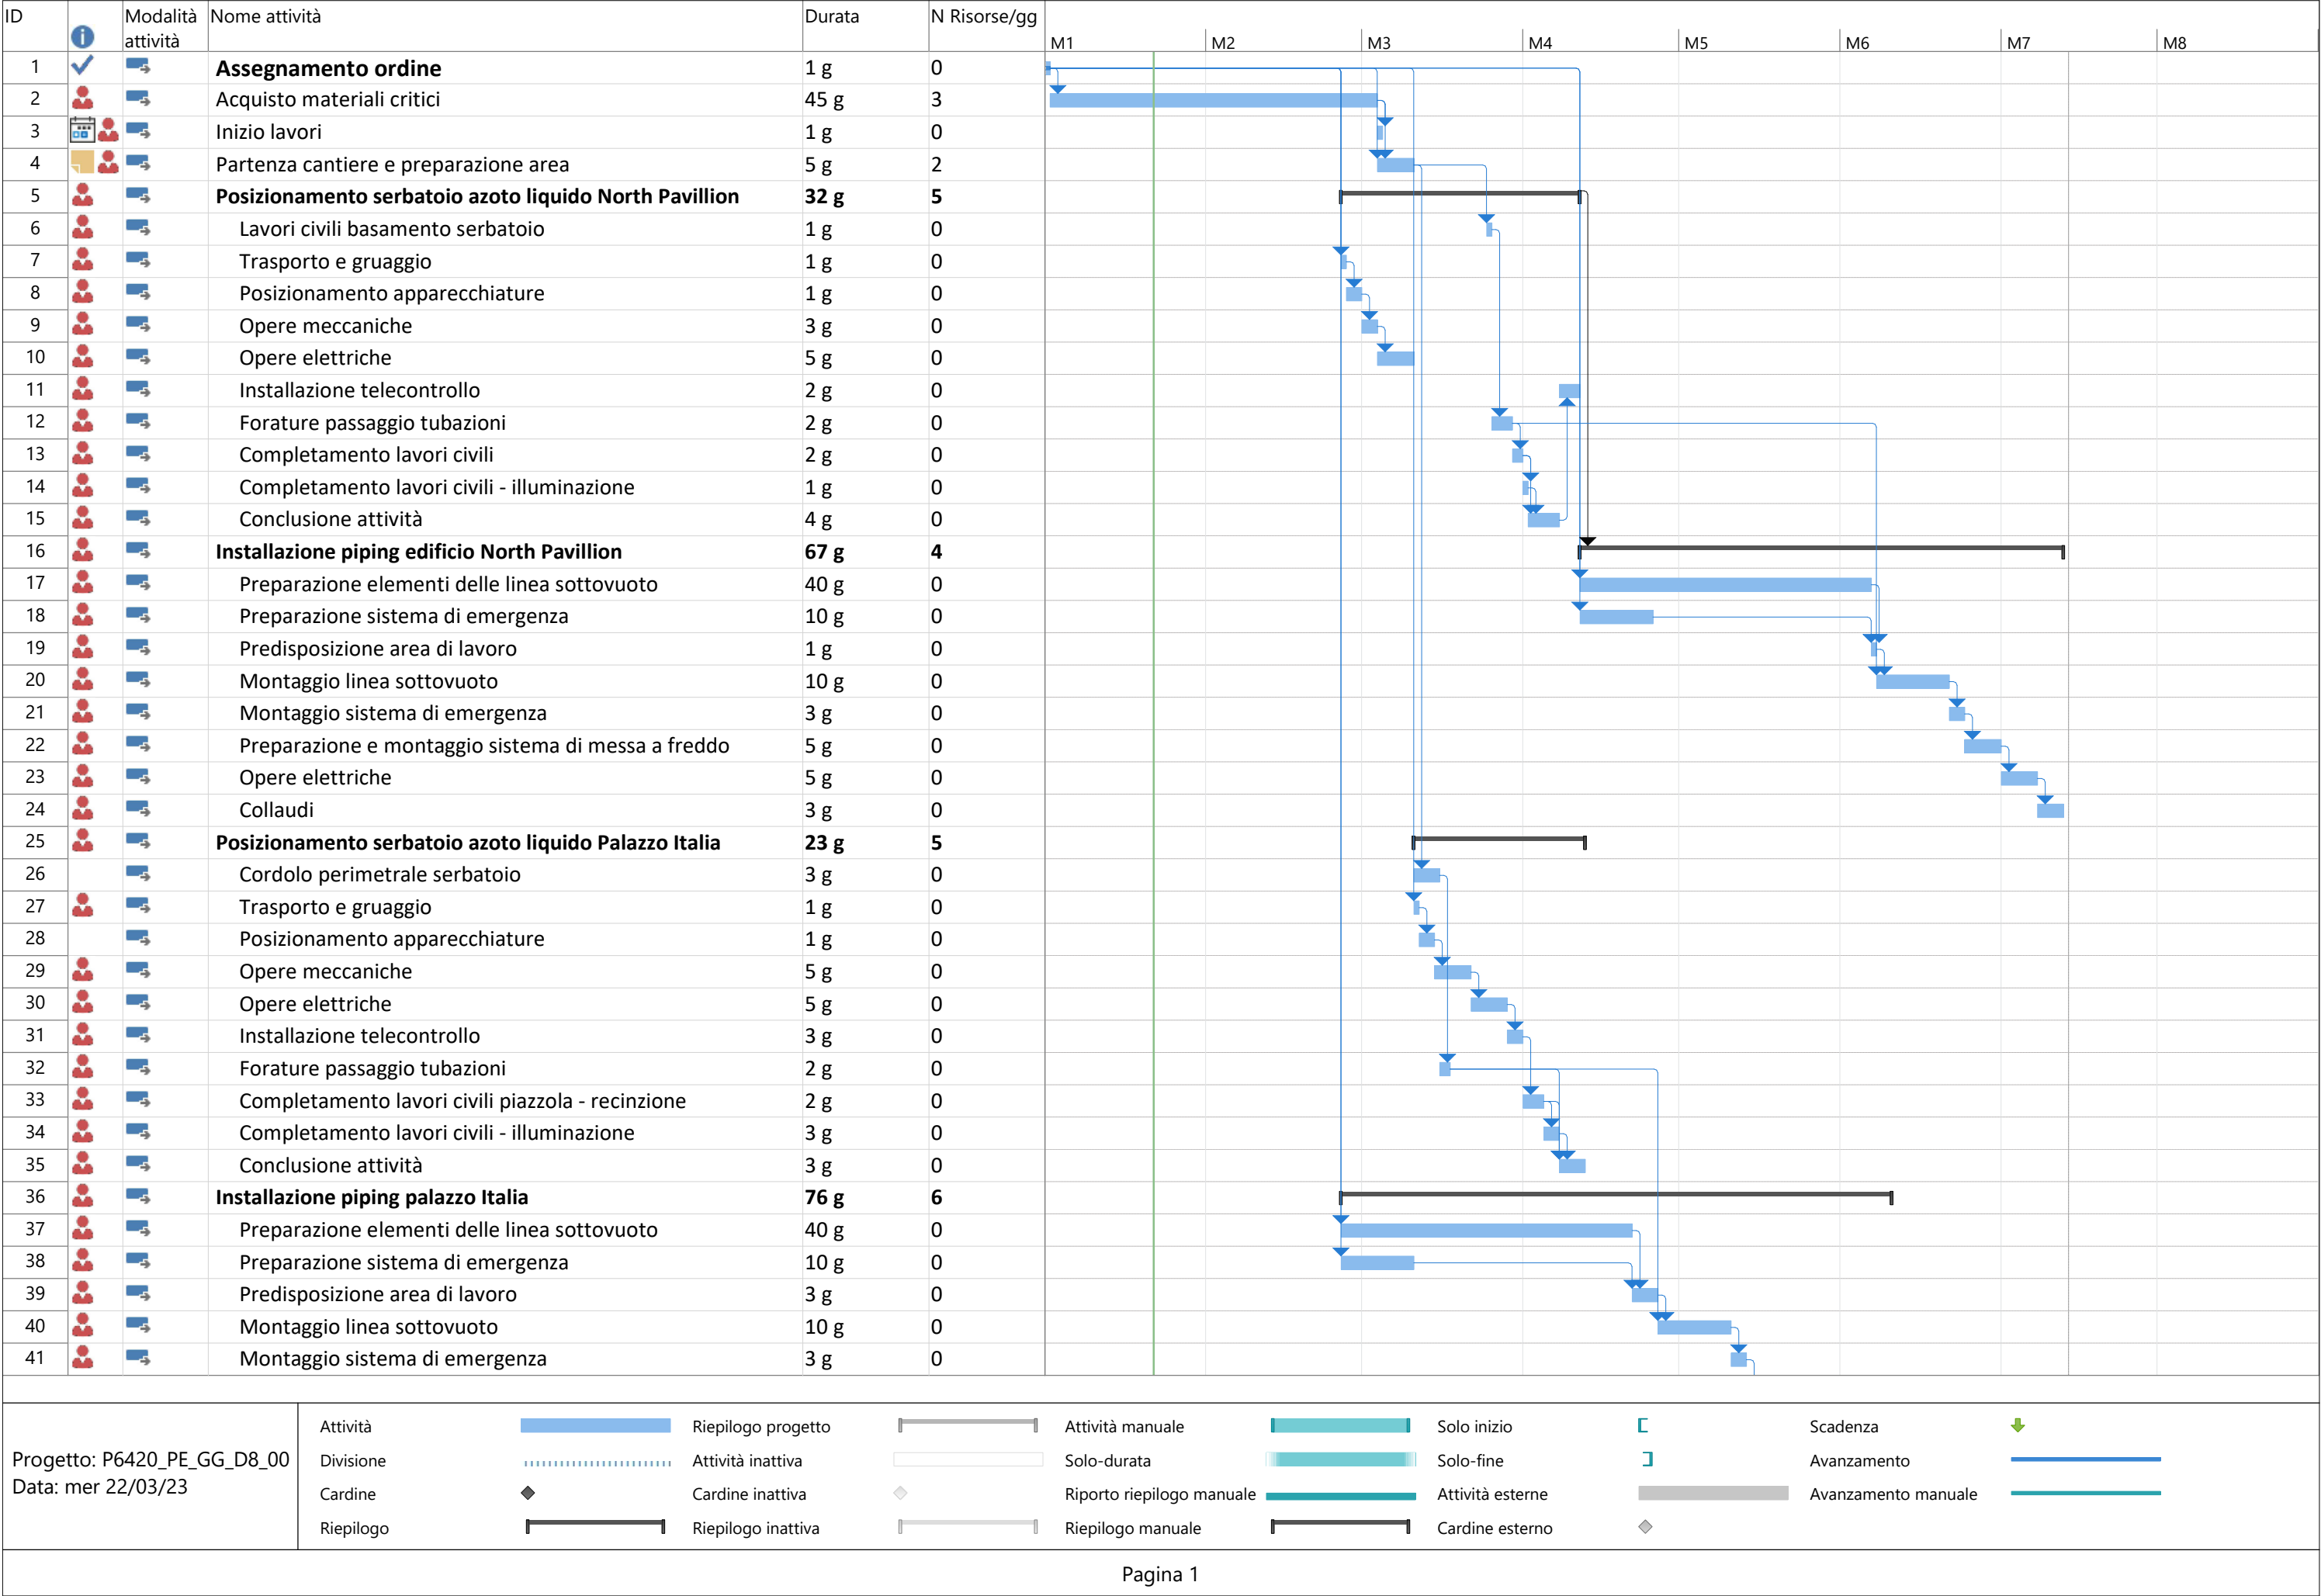 ID Modalità attività Nome attività Durata N Risorse/gg
M1 M2 M3 M4 M5 M6 M7 M8
1 Assegnamento ordine 1 g 0
2 Acquisto materiali critici 45 g 3
3 Inizio lavori 1 g 0
4 Partenza cantiere e preparazione area 5 g 2
5 Posizionamento serbatoio azoto liquido North Pavillion 32 g 5
6 Lavori civili basamento serbatoio 1 g 0
7 Trasporto e gruaggio 1 g 0
8 Posizionamento apparecchiature 1 g 0
9 Opere meccaniche 3 g 0
10 Opere elettriche 5 g 0
11 Installazione telecontrollo 2 g 0
12 Forature passaggio tubazioni 2 g 0
13 Completamento lavori civili 2 g 0
14 Completamento lavori civili - illuminazione 1 g 0
15 Conclusione attività 4 g 0
16 Installazione piping edificio North Pavillion 67 g 4
17 Preparazione elementi delle linea sottovuoto 40 g 0
18 Preparazione sistema di emergenza 10 g 0
19 Predisposizione area di lavoro 1 g 0
20 Montaggio linea sottovuoto 10 g 0
21 Montaggio sistema di emergenza 3 g 0
22 Preparazione e montaggio sistema di messa a freddo 5 g 0
23 Opere elettriche 5 g 0
24 Collaudi 3 g 0
25 Posizionamento serbatoio azoto liquido Palazzo Italia 23 g 5
26 Cordolo perimetrale serbatoio 3 g 0
27 Trasporto e gruaggio 1 g 0
28 Posizionamento apparecchiature 1 g 0
29 Opere meccaniche 5 g 0
30 Opere elettriche 5 g 0
31 Installazione telecontrollo 3 g 0
32 Forature passaggio tubazioni 2 g 0
33 Completamento lavori civili piazzola - recinzione 2 g 0
34 Completamento lavori civili - illuminazione 3 g 0
35 Conclusione attività 3 g 0
36 Installazione piping palazzo Italia 76 g 6
37 Preparazione elementi delle linea sottovuoto 40 g 0
38 Preparazione sistema di emergenza 10 g 0
39 Predisposizione area di lavoro 3 g 0
40 Montaggio linea sottovuoto 10 g 0
41 Montaggio sistema di emergenza 3 g 0
Progetto: P6420_PE_GG_D8_00
Data: mer 22/03/23
Attività Riepilogo progetto Attività manuale Solo inizio Scadenza
Divisione Attività inattiva Solo-durata Solo-fine Avanzamento
Cardine Cardine inattiva Riporto riepilogo manuale Attività esterne Avanzamento manuale
Riepilogo Riepilogo inattiva Riepilogo manuale Cardine esterno
Pagina 1